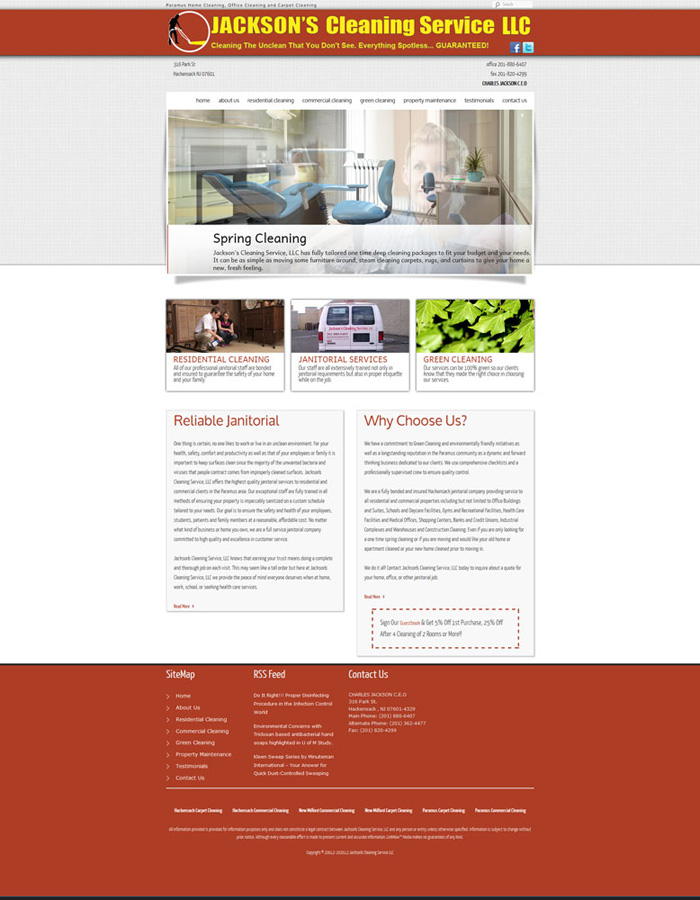 Paramus Home Cleaning, Office Cleaning and Carpet Cleaning
Search
JACKSON'S Cleaning Service LLC
Cleaning The Unclean That You Don't See. Everything Spotless... GUARANTEED!
316 Park St
office 201-880-6407
Hackensack NJ 07601
fax 201-820-4299
CHARLES JACKSON C.E.O
home about us residential cleaning commercial cleaning green cleaning property maintenance testimonials contact us
Spring Cleaning
Jackson's Cleaning Service, LLC has fully tailored one time deep cleaning packages to fit your budget and your needs.
It can be as simple as moving some furniture around, steam cleaning carpets, rugs, and curtains to give your home a
new, fresh feeling.
RESIDENTIAL CLEANING
All of our professional janitorial staff are bonded
and ensured to guarantee the safety of your home
and your family.
JANITORIAL SERVICES
Our staff are all extensively trained not only in
janitorial requirements but also in proper etiquette
while on the job.
GREEN CLEANING
Our services can be 100% green so our clients
know that they made the right choice in choosing
our services.
Reliable Janitorial
One thing is certain, no one likes to work or live in an unclean environment. For your
health, safety, comfort and productivity as well as that of your employees or family it is
important to keep surfaces clean since the majority of the unwanted bacteria and
viruses that people contract comes from improperly cleaned surfaces. Jackson's
Cleaning Service, LLC offers the highest quality janitorial services to residential and
commercial clients in the Paramus area. Our exceptional staff are fully trained in all
methods of ensuring your property is impeccably sanitized on a custom schedule
tailored to your needs. Our goal is to ensure the safety and health of your employees,
students, patients and family members at a reasonable, affordable cost. No matter
what kind of business or home you own, we are a full service janitorial company
committed to high quality and excellence in customer service.
Jackson's Cleaning Service, LLC knows that earning your trust means doing a complete
and thorough job on each visit. This may seem like a tall order but here at Jackson's
Cleaning Service, LLC we provide the peace of mind everyone deserves when at home,
work, school, or seeking health care services.
Read More
Why Choose Us?
We have a commitment to Green Cleaning and environmentally friendly initiatives as
well as a longstanding reputation in the Paramus community as a dynamic and forward
thinking business dedicated to our clients. We use comprehensive checklists and a
professionally supervised crew to ensure quality control.
We are a fully bonded and insured Hackensack janitorial company providing service to
all residential and commercial properties including but not limited to Office Buildings
and Suites, Schools and Daycare Facilities, Gyms and Recreational Facilities, Health Care
Facilities and Medical Offices, Shopping Centers, Banks and Credit Unions, Industrial
Complexes and Warehouses and Construction Cleaning. Even if you are only looking for
a one time spring cleaning or if you are moving and would like your old home or
apartment cleaned or your new home cleaned prior to moving in.
We do it all! Contact Jackson's Cleaning Service, LLC today to inquire about a quote for
your home, office, or other janitorial job.
Read More
Sign Our Guestbook & Get 5% Off 1st Purchase, 25% Off
After 4 Cleaning of 2 Rooms or More!!
SiteMap
Home
About Us
Residential Cleaning
Commercial Cleaning
Green Cleaning
Property Maintenance
Testimonials
Contact Us
RSS Feed
Do It Right!!! Proper Disinfecting
Procedure in the Infection Control
World
Environmental Concerns with
Triclosan based antibacterial hand
soaps highlighted in U of M Study.
Kleen Sweep Series by Minuteman
International – Your Answer for
Quick Dust-Controlled Sweeping
Contact Us
CHARLES JACKSON C.E.O
316 Park St.
Hackensack , NJ 07601-4329
Main Phone: (201) 880-6407
Alternate Phone: (201) 362-4477
Fax: (201) 820-4299
Hackensack Carpet Cleaning Hackensack Commercial Cleaning New Milford Commercial Cleaning New Milford Carpet Cleaning Paramus Carpet Cleaning Paramus Commercial Cleaning
All information provided is provided for information purposes only and does not constitute a legal contract between Jackson's Cleaning Service, LLC and any person or entity unless otherwise specified. Information is subject to change without
prior notice. Although every reasonable effort is made to present current and accurate information, LinkNow™ Media makes no guarantees of any kind.